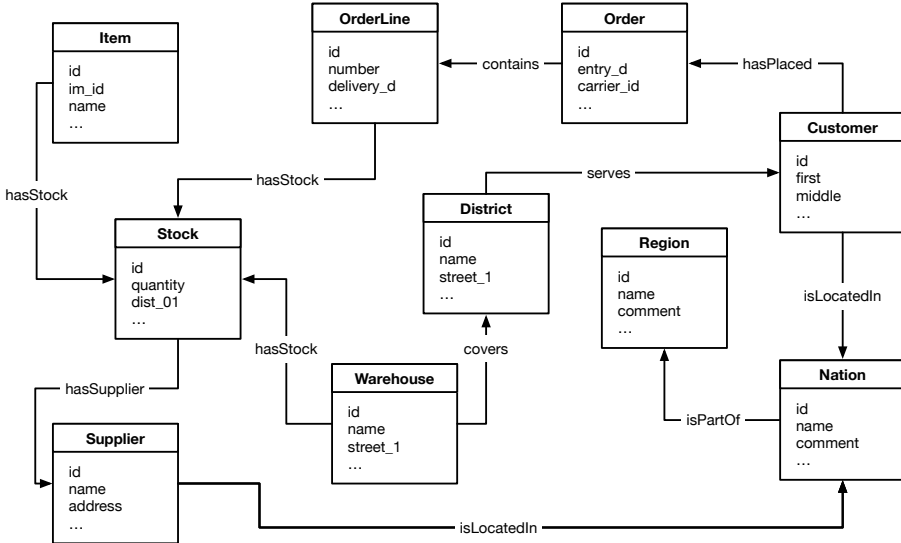 Item
id
im_id
name
…
OrderLine
id
number
delivery_d
…
contains
Order
id
entry_d
carrier_id
…
hasPlaced
Customer
id
first
middle
…
hasStock
hasStock
serves
Stock
id
quantity
dist_01
…
District
id
name
street_1
…
Region
id
name
comment
…
isLocatedIn
hasStock
covers
hasSupplier
Warehouse
id
name
street_1
…
isPartOf
Nation
id
name
comment
…
Supplier
id
name
address
…
isLocatedIn